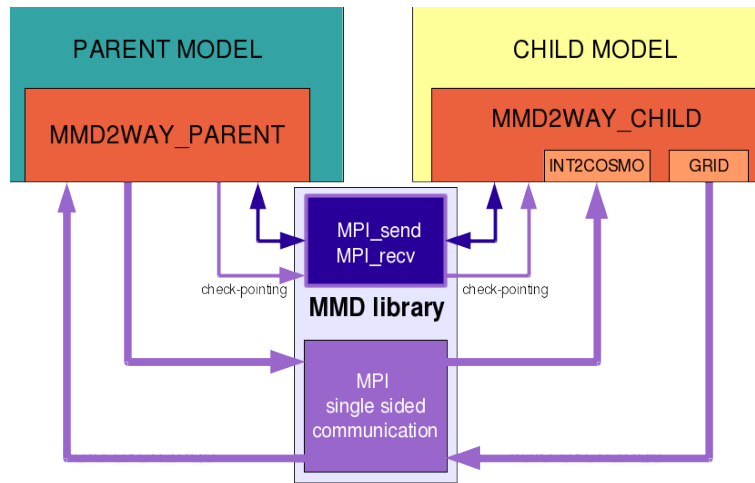 PARENT MODEL
MMD2WAY_PARENT
CHILD MODEL
MMD2WAY_CHILD
INT2COSMO
GRID
MPI_send
MPI_recv
check-pointing
check-pointing
MMD library
MPI
single sided
communication